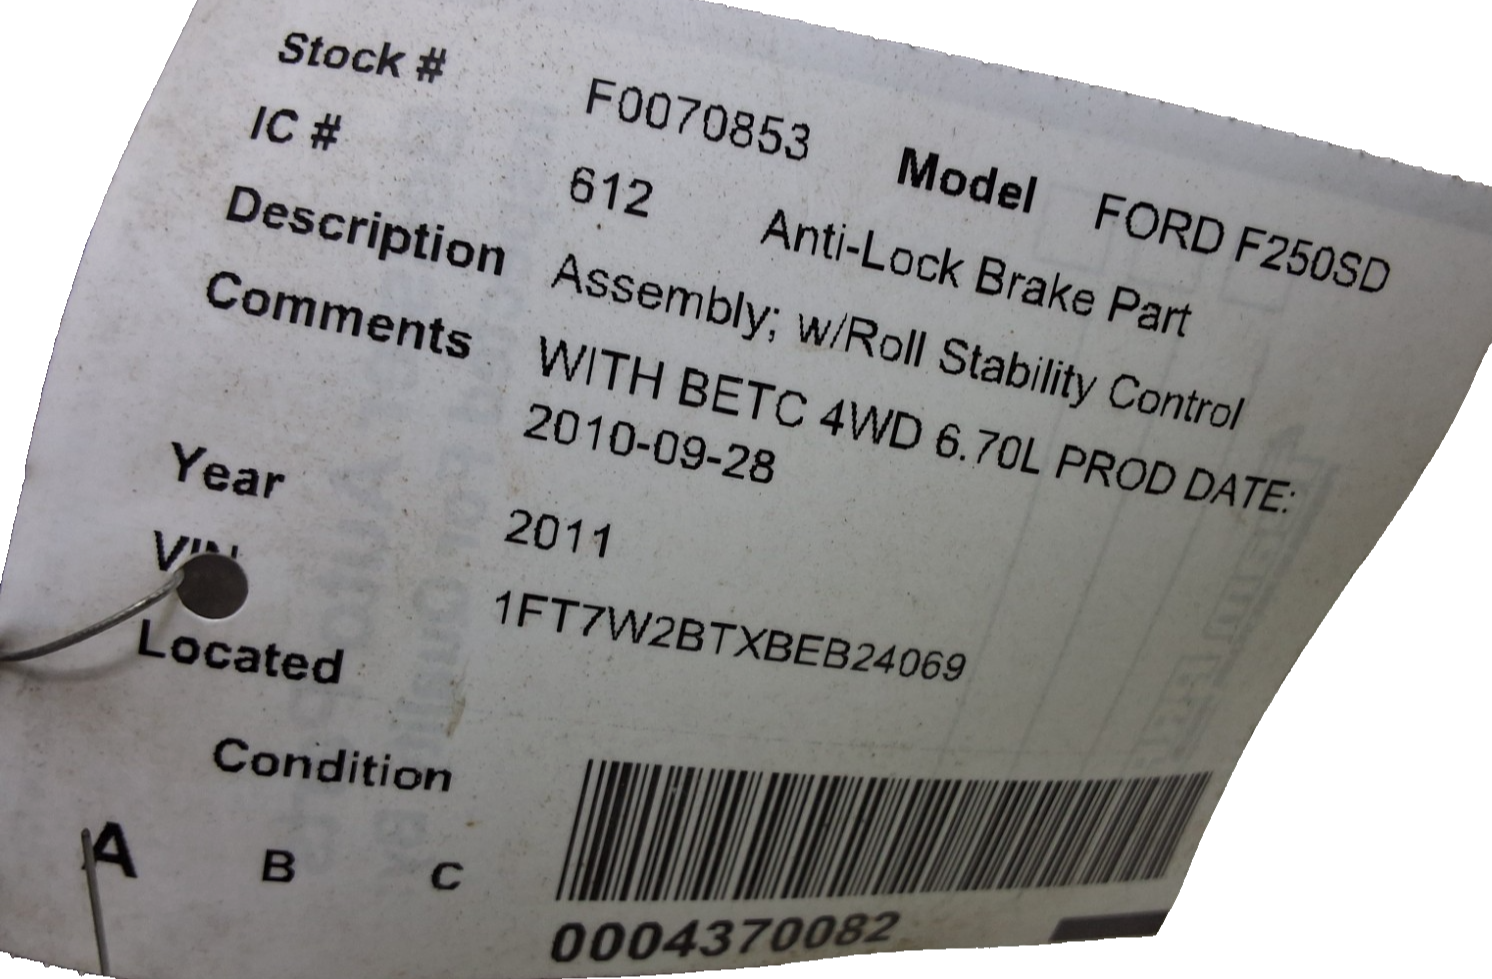 Stock # F0070853 Model FORD F250SD
IC # 612 Anti-Lock Brake Part
Description Assembly; w/Roll Stability Control
Comments WITH BETC 4WD 6.70L PROD DATE:
2010-09-28
Year 2011
VIN 1FT7W2BTXBEB24069
Located
Condition
A B C
0004370082